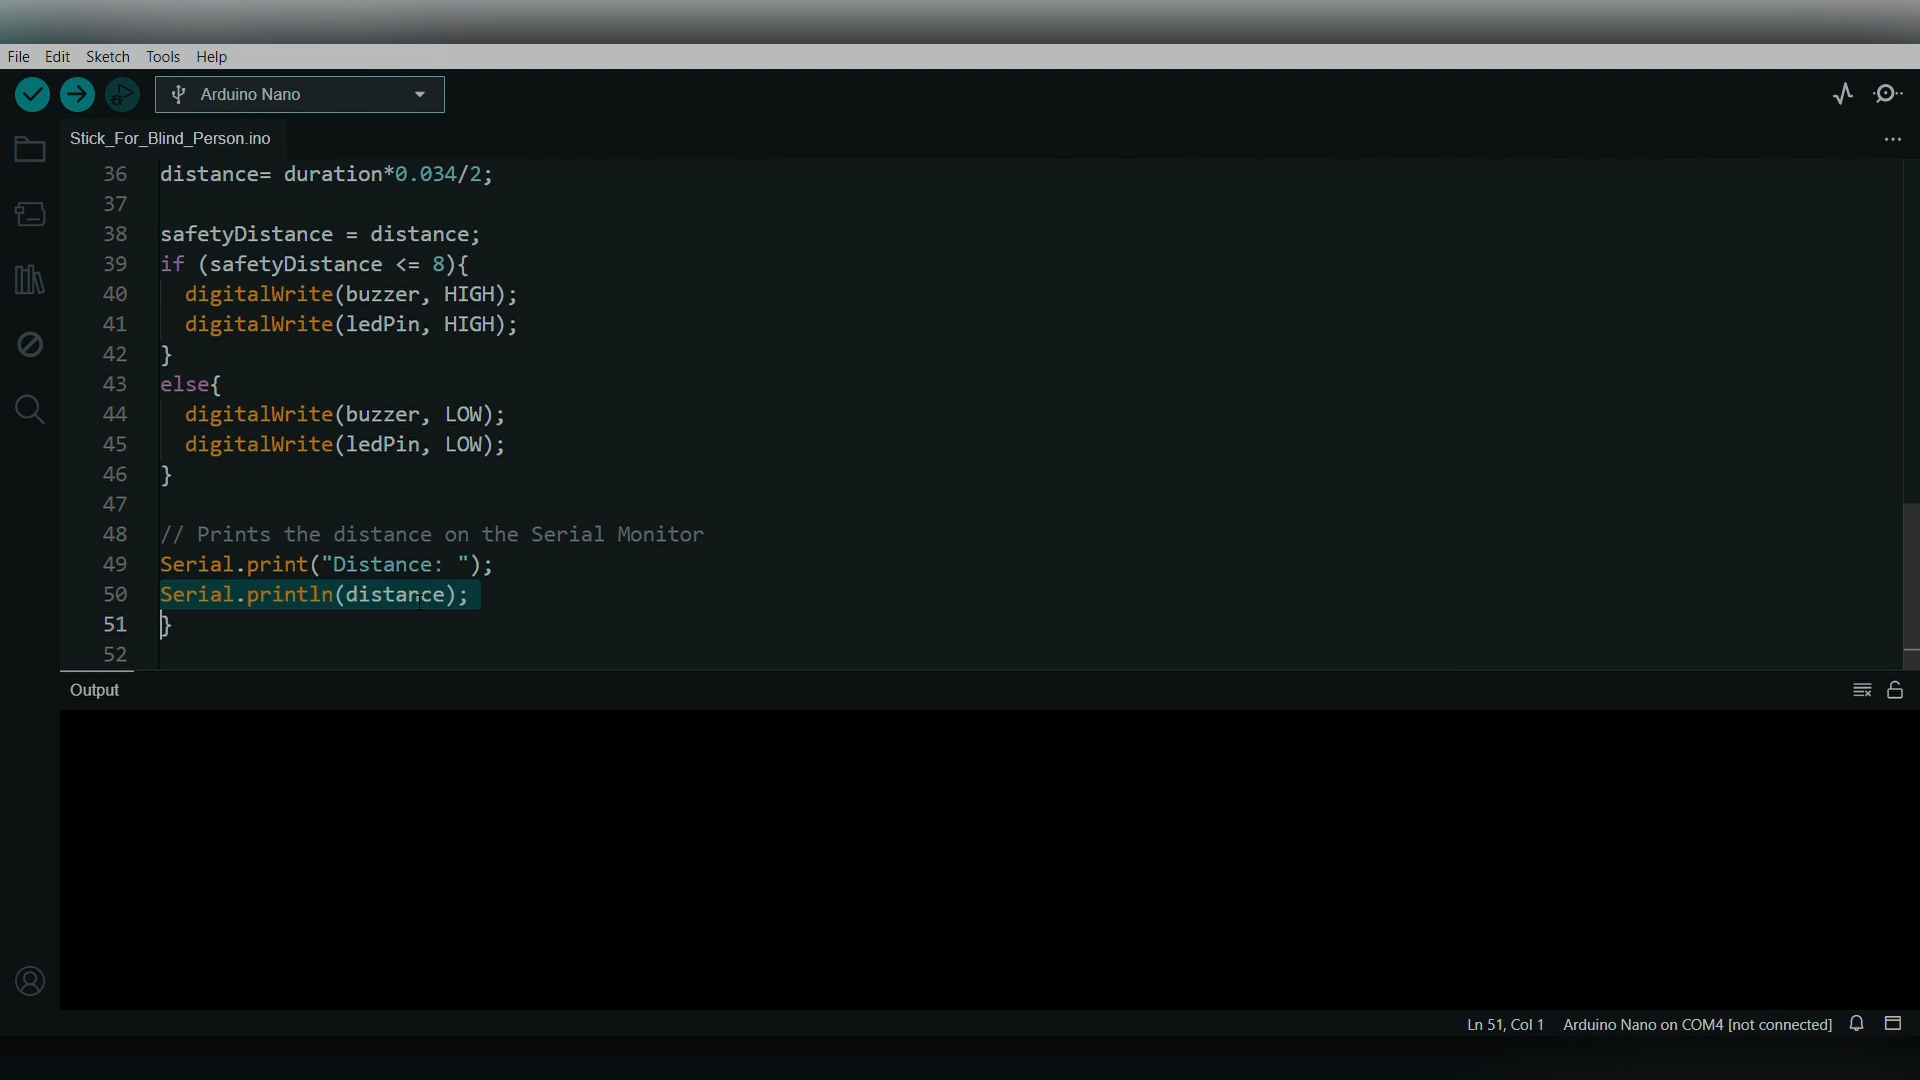 File Edit Sketch Tools Help
Arduino Nano
Stick_For_Blind_Person.ino
36 distance= duration*0.034/2;
37
38 safetyDistance = distance;
39 if (safetyDistance <= 8){
40   digitalWrite(buzzer, HIGH);
41   digitalWrite(ledPin, HIGH);
42 }
43 else{
44   digitalWrite(buzzer, LOW);
45   digitalWrite(ledPin, LOW);
46 }
47
48 // Prints the distance on the Serial Monitor
49 Serial.print("Distance: ");
50 Serial.println(distance);
51 }
52
Output
Ln 51, Col 1 Arduino Nano on COM4 [not connected]